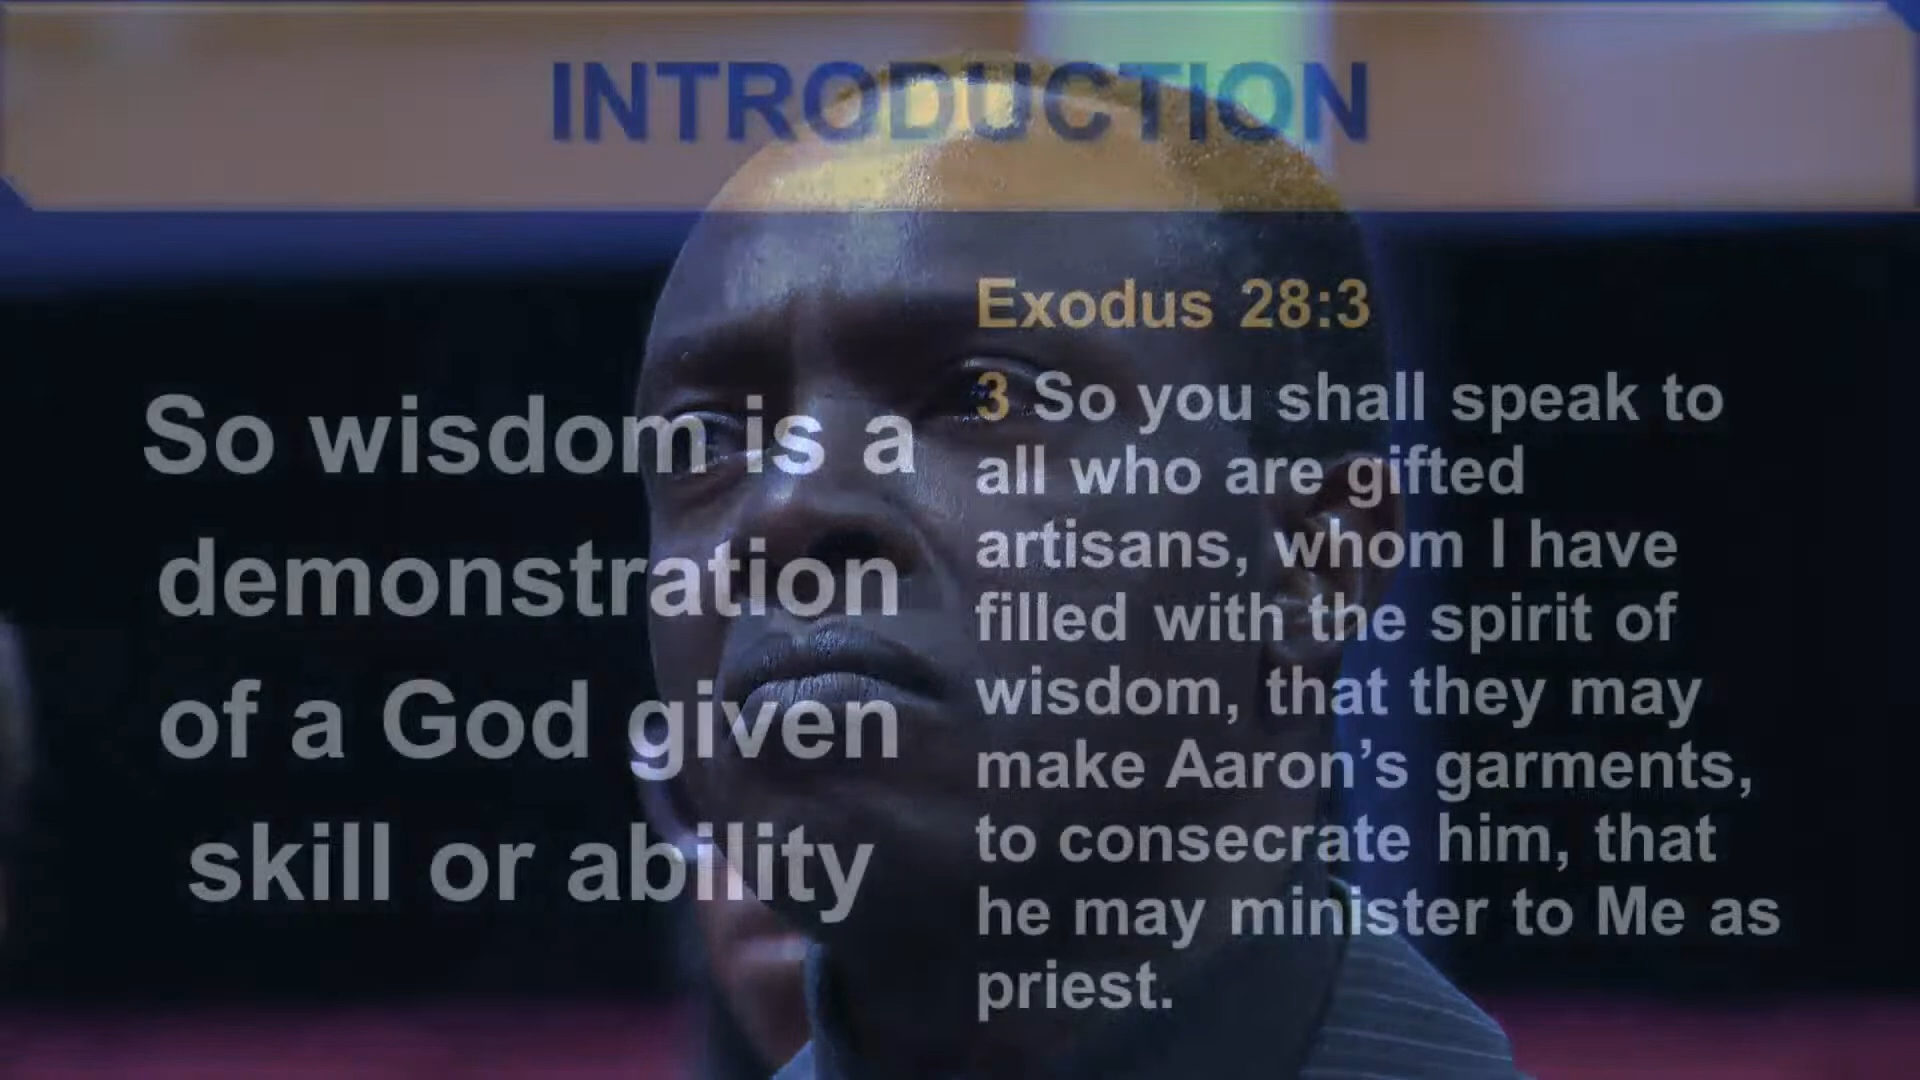 INTRODUCTION
So wisdom is a
demonstration
of a God given
skill or ability
Exodus 28:3
3 So you shall speak to
all who are gifted
artisans, whom I have
filled with the spirit of
wisdom, that they may
make Aaron’s garments,
to consecrate him, that
he may minister to Me as
priest.